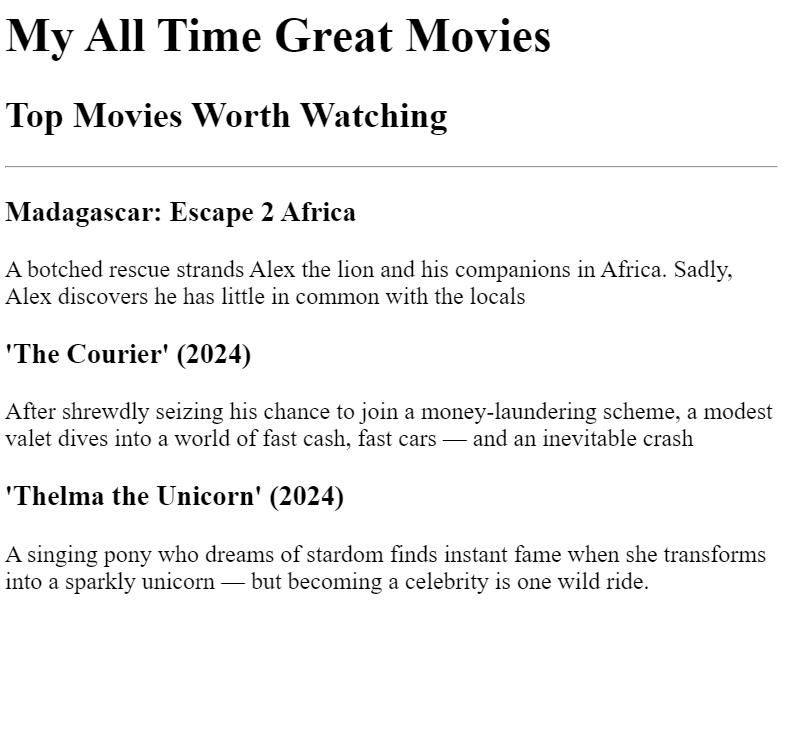 My All Time Great Movies
Top Movies Worth Watching
Madagascar: Escape 2 Africa
A botched rescue strands Alex the lion and his companions in Africa. Sadly,
Alex discovers he has little in common with the locals
'The Courier' (2024)
After shrewdly seizing his chance to join a money-laundering scheme, a modest
valet dives into a world of fast cash, fast cars — and an inevitable crash
'Thelma the Unicorn' (2024)
A singing pony who dreams of stardom finds instant fame when she transforms
into a sparkly unicorn — but becoming a celebrity is one wild ride.